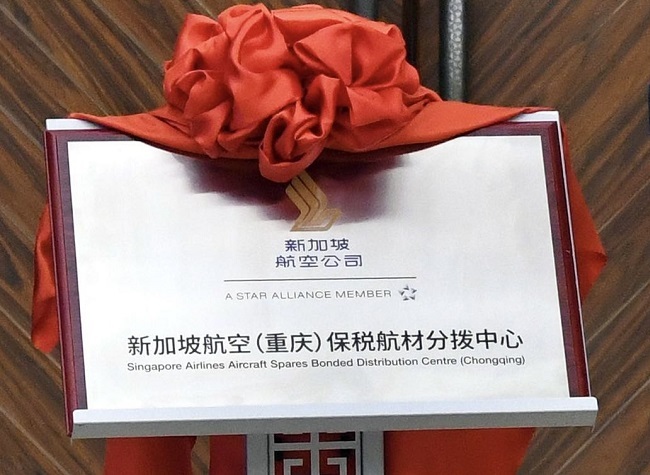 新加坡
航空公司
A STAR ALLIANCE MEMBER
新加坡航空（重庆）保税航材分拨中心
Singapore Airlines Aircraft Spares Bonded Distribution Centre (Chongqing)